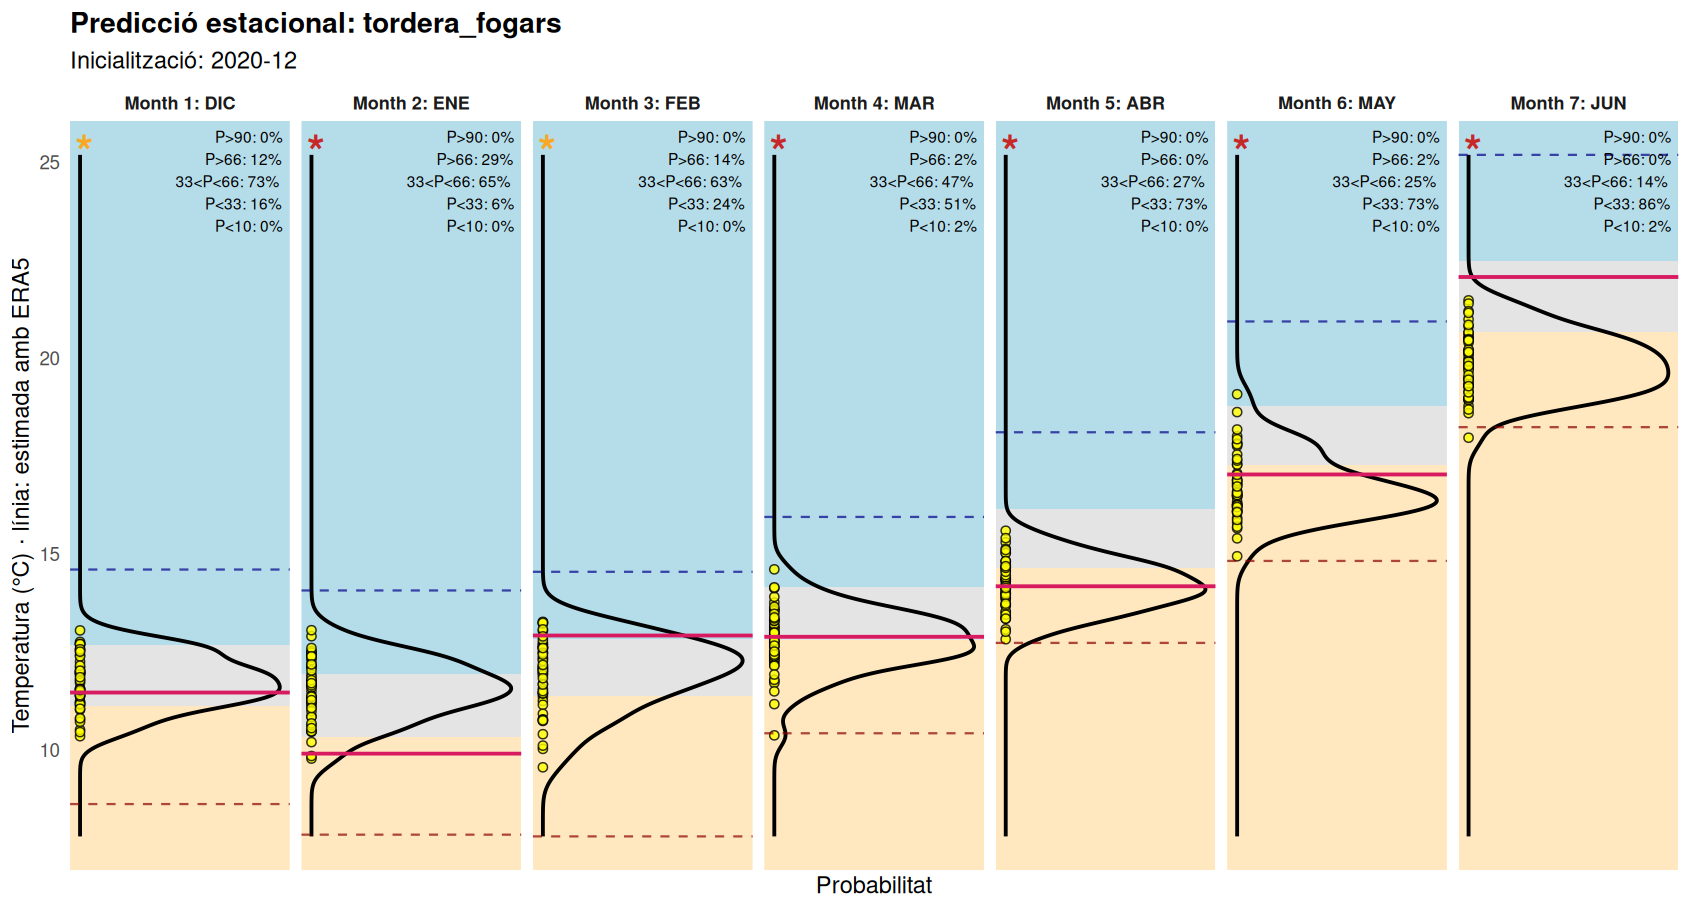 Predicció estacional: tordera_fogars
Inicialització: 2020-12
Month 1: DIC
Month 2: ENE
Month 3: FEB
Month 4: MAR
Month 5: ABR
Month 6: MAY
Month 7: JUN
*
P>90: 0%
P>66: 12%
33<P<66: 73%
P<33: 16%
P<10: 0%
*
P>90: 0%
P>66: 29%
33<P<66: 65%
P<33: 6%
P<10: 0%
*
P>90: 0%
P>66: 14%
33<P<66: 63%
P<33: 24%
P<10: 0%
*
P>90: 0%
P>66: 2%
33<P<66: 47%
P<33: 51%
P<10: 2%
*
P>90: 0%
P>66: 0%
33<P<66: 27%
P<33: 73%
P<10: 0%
*
P>90: 0%
P>66: 2%
33<P<66: 25%
P<33: 73%
P<10: 0%
*
P>90: 0%
P>66: 0%
33<P<66: 14%
P<33: 86%
P<10: 2%
25
20
15
10
Temperatura (°C) · línia: estimada amb ERA5
Probabilitat